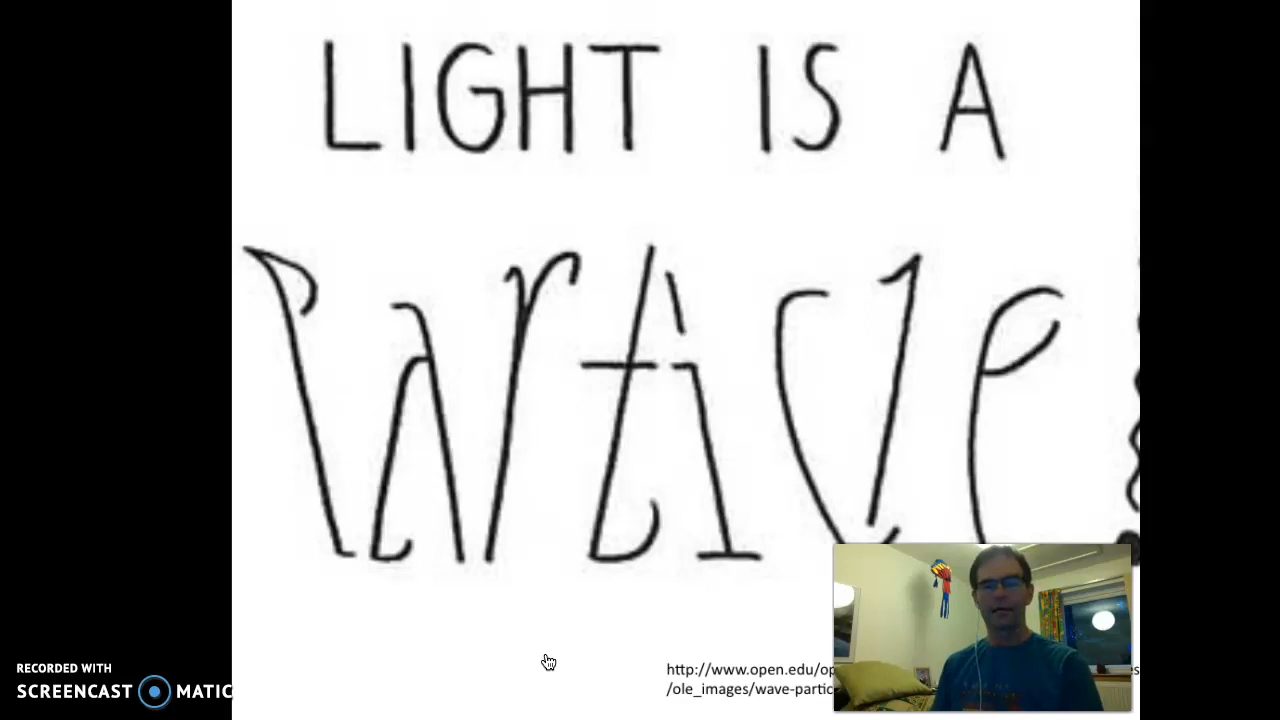 LIGHT IS A
Particle
http://www.open.edu/op
/ole_images/wave-partic
RECORDED WITH
SCREENCAST MATIC